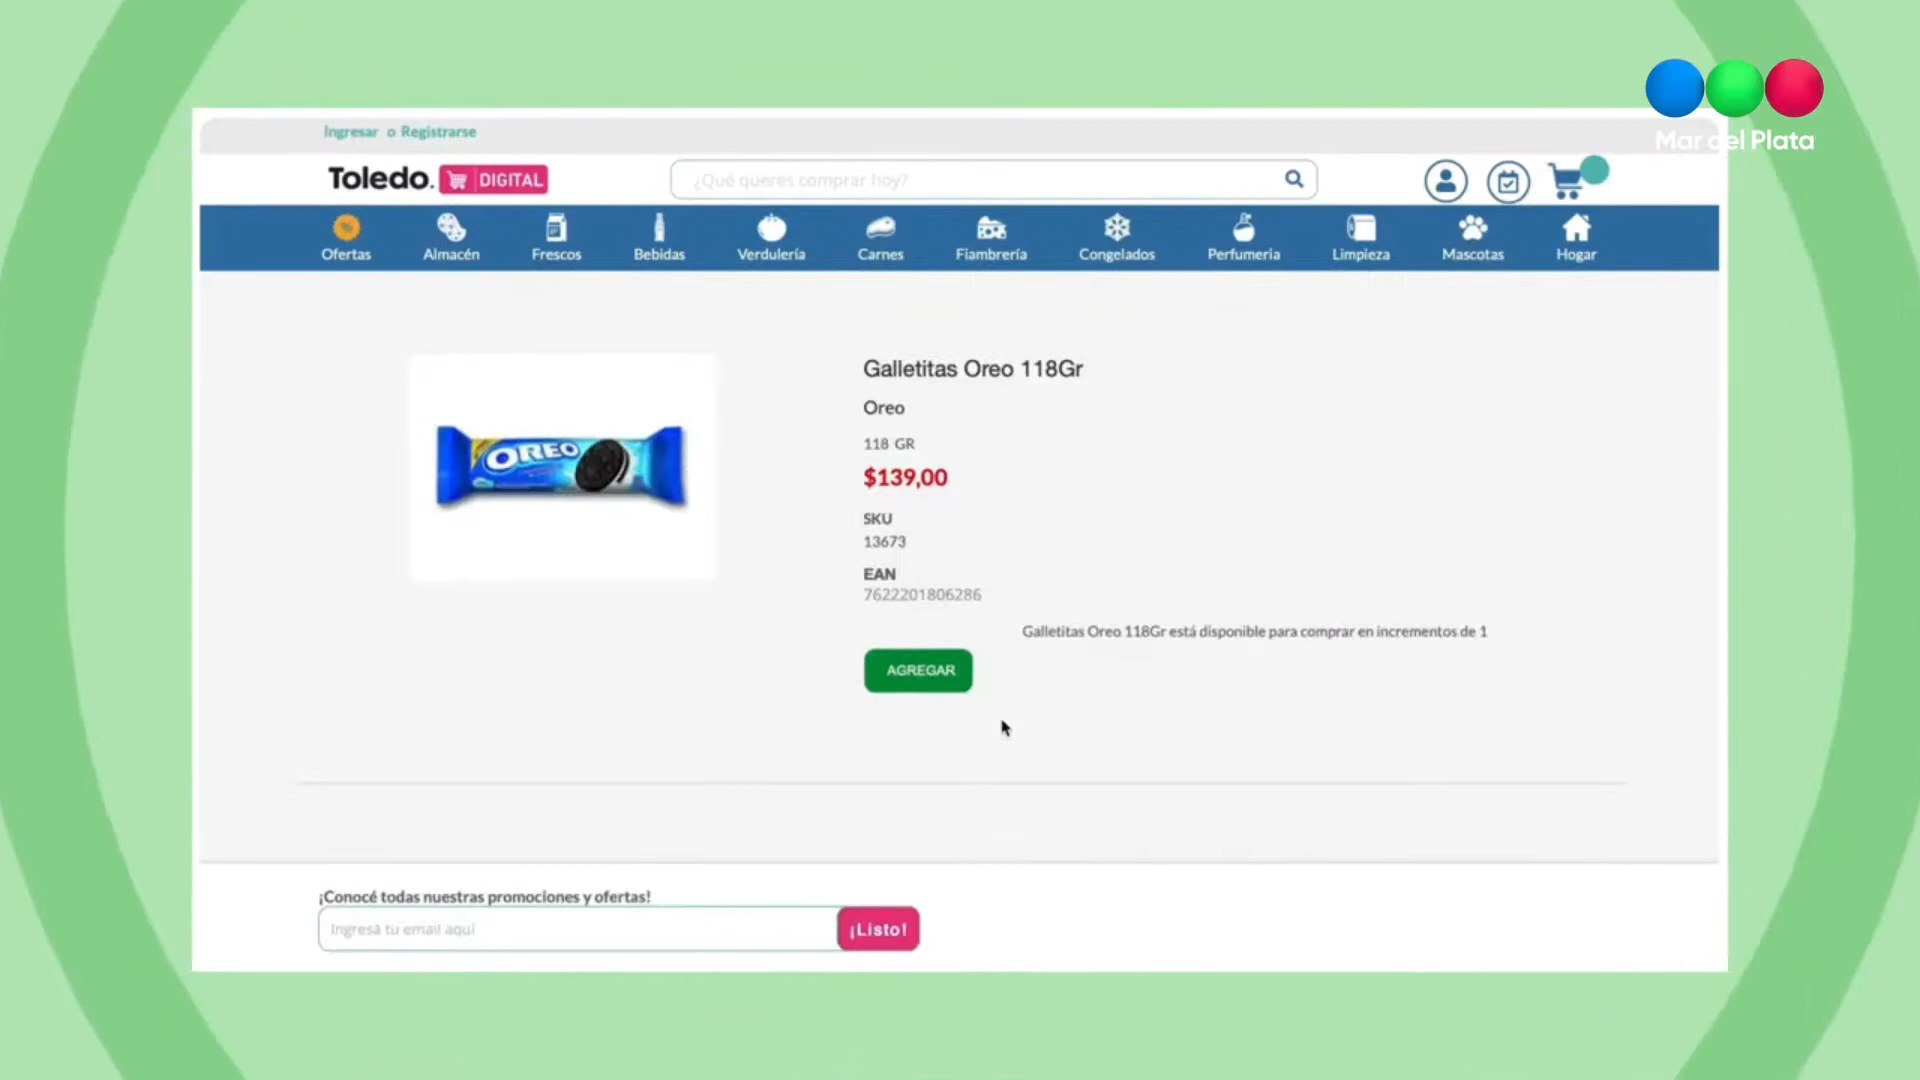 Mar del Plata
Ingresar o Registrarse
Toledo. DIGITAL
¿Qué queres comprar hoy?
Ofertas
Almacén
Frescos
Bebidas
Verdulería
Carnes
Fiambrería
Congelados
Perfumeria
Limpieza
Mascotas
Hogar
OREO
Galletitas Oreo 118Gr
Oreo
118 GR
$139,00
SKU
13673
EAN
7622201806286
Galletitas Oreo 118Gr está disponible para comprar en incrementos de 1
AGREGAR
¡Conocé todas nuestras promociones y ofertas!
Ingresá tu email aquí
¡Listo!